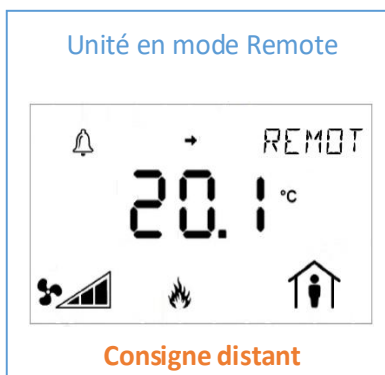 Unité en mode Remote
REMOT
20.1 °C
Consigne distant